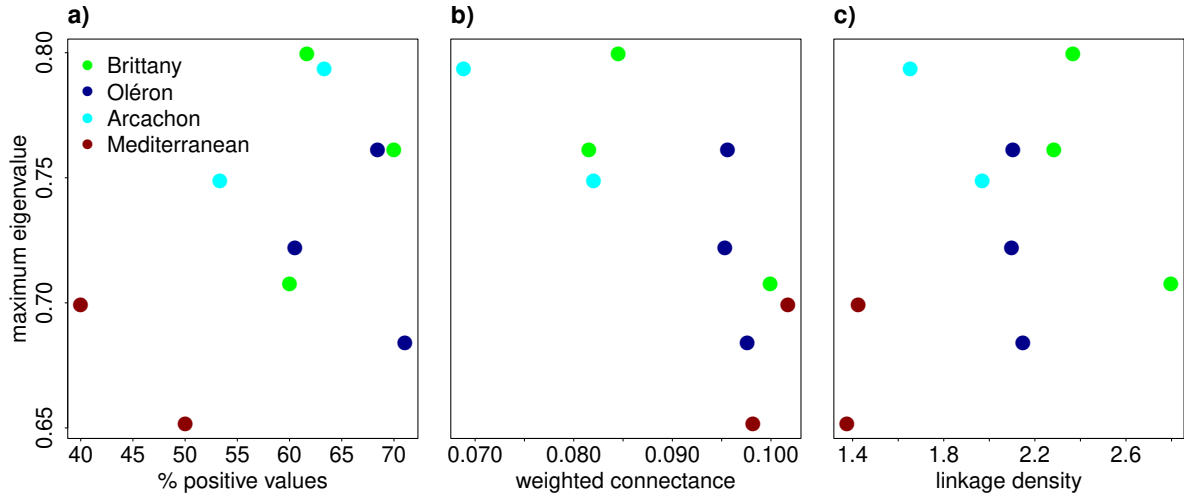 a)
b)
c)
Brittany
Oléron
Arcachon
Mediterranean
maximum eigenvalue
0.80
0.75
0.70
0.65
40 45 50 55 60 65 70
0.070 0.080 0.090 0.100
1.4 1.8 2.2 2.6
% positive values
weighted connectance
linkage density